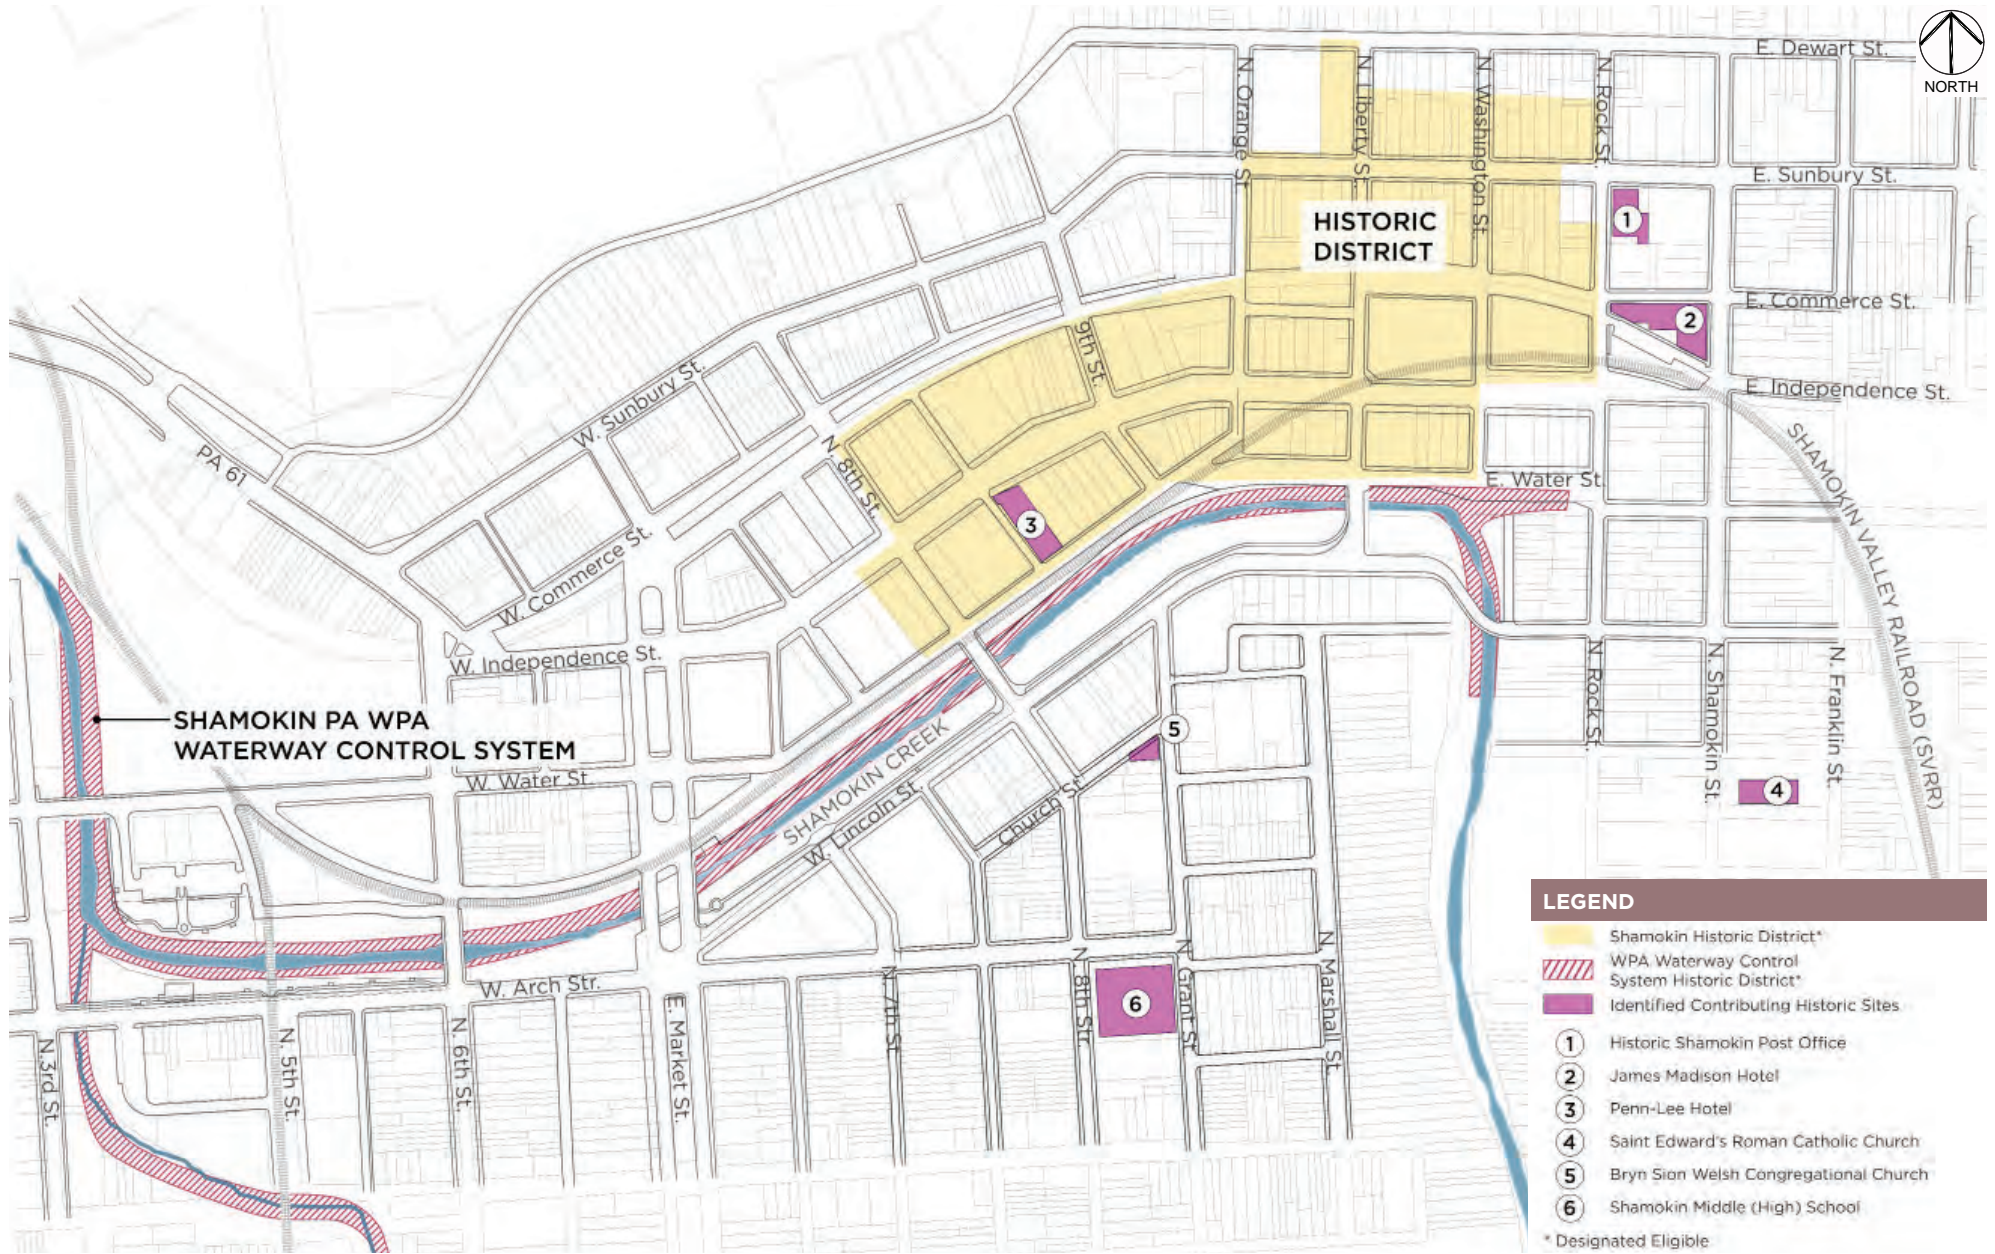 E. Dewart St.
NORTH
N. Orange St.
N. Liberty St.
N. Washington St.
N. Rock St.
E. Sunbury St.
HISTORIC
DISTRICT
1
E. Commerce St.
2
9th St.
W. Sunbury St.
E. Independence St.
N. 8th St.
PA 61
SHAMOKIN VALLEY RAILROAD (SVRR)
E. Water St.
3
W. Commerce St.
W. Independence St.
N. Rock St.
N. Shamokin St.
N. Franklin St.
SHAMOKIN PA WPA
WATERWAY CONTROL SYSTEM
5
SHAMOKIN CREEK
W. Water St.
W. Lincoln St.
Church St.
4
W. Arch Str.
N. 3rd St.
N. 5th St.
N. 6th St.
E. Market St.
N. 7th St
N. 8th Str.
6
N. Grant St.
N. Marshall St.
LEGEND
Shamokin Historic District*
WPA Waterway Control
System Historic District*
Identified Contributing Historic Sites
1 Historic Shamokin Post Office
2 James Madison Hotel
3 Penn-Lee Hotel
4 Saint Edward's Roman Catholic Church
5 Bryn Sion Welsh Congregational Church
6 Shamokin Middle (High) School
* Designated Eligible